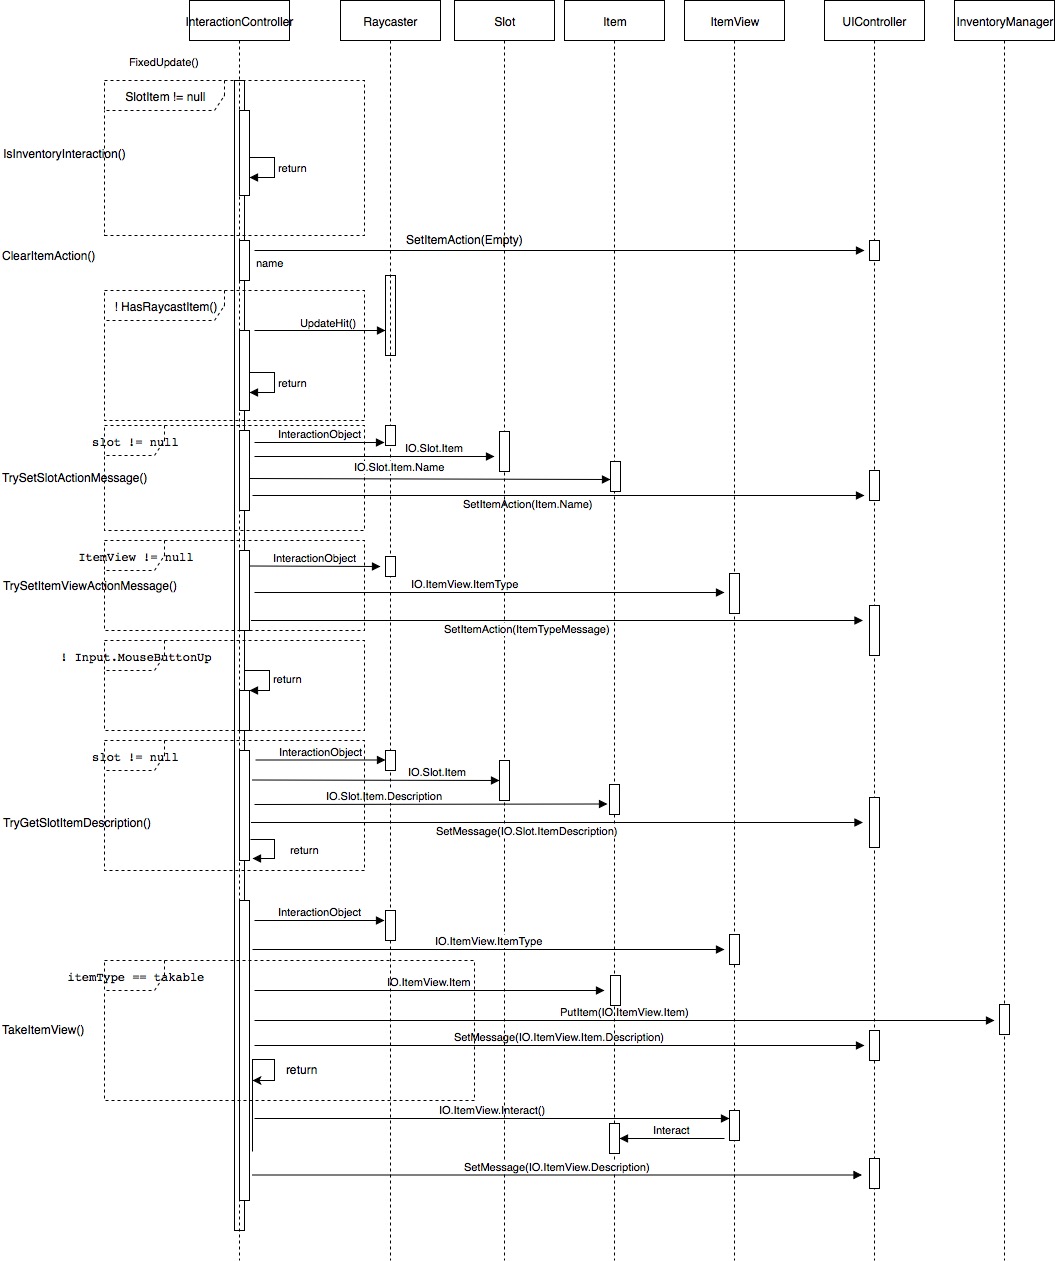 InteractionController
Raycaster
Slot
Item
ItemView
UIController
InventoryManager
FixedUpdate()
SlotItem != null
IsInventoryInteraction()
return
SetItemAction(Empty)
ClearItemAction()
name
! HasRaycastItem()
UpdateHit()
return
InteractionObject
slot != null
IO.Slot.Item
IO.Slot.Item.Name
TrySetSlotActionMessage()
SetItemAction(Item.Name)
ItemView != null
InteractionObject
TrySetItemViewActionMessage()
IO.ItemView.ItemType
SetItemAction(ItemTypeMessage)
! Input.MouseButtonUp
return
InteractionObject
slot != null
IO.Slot.Item
IO.Slot.Item.Description
TryGetSlotItemDescription()
SetMessage(IO.Slot.ItemDescription)
return
InteractionObject
IO.ItemView.ItemType
itemType == takable
IO.ItemView.Item
PutItem(IO.ItemView.Item)
TakeItemView()
SetMessage(IO.ItemView.Item.Description)
return
IO.ItemView.Interact()
Interact
SetMessage(IO.ItemView.Description)